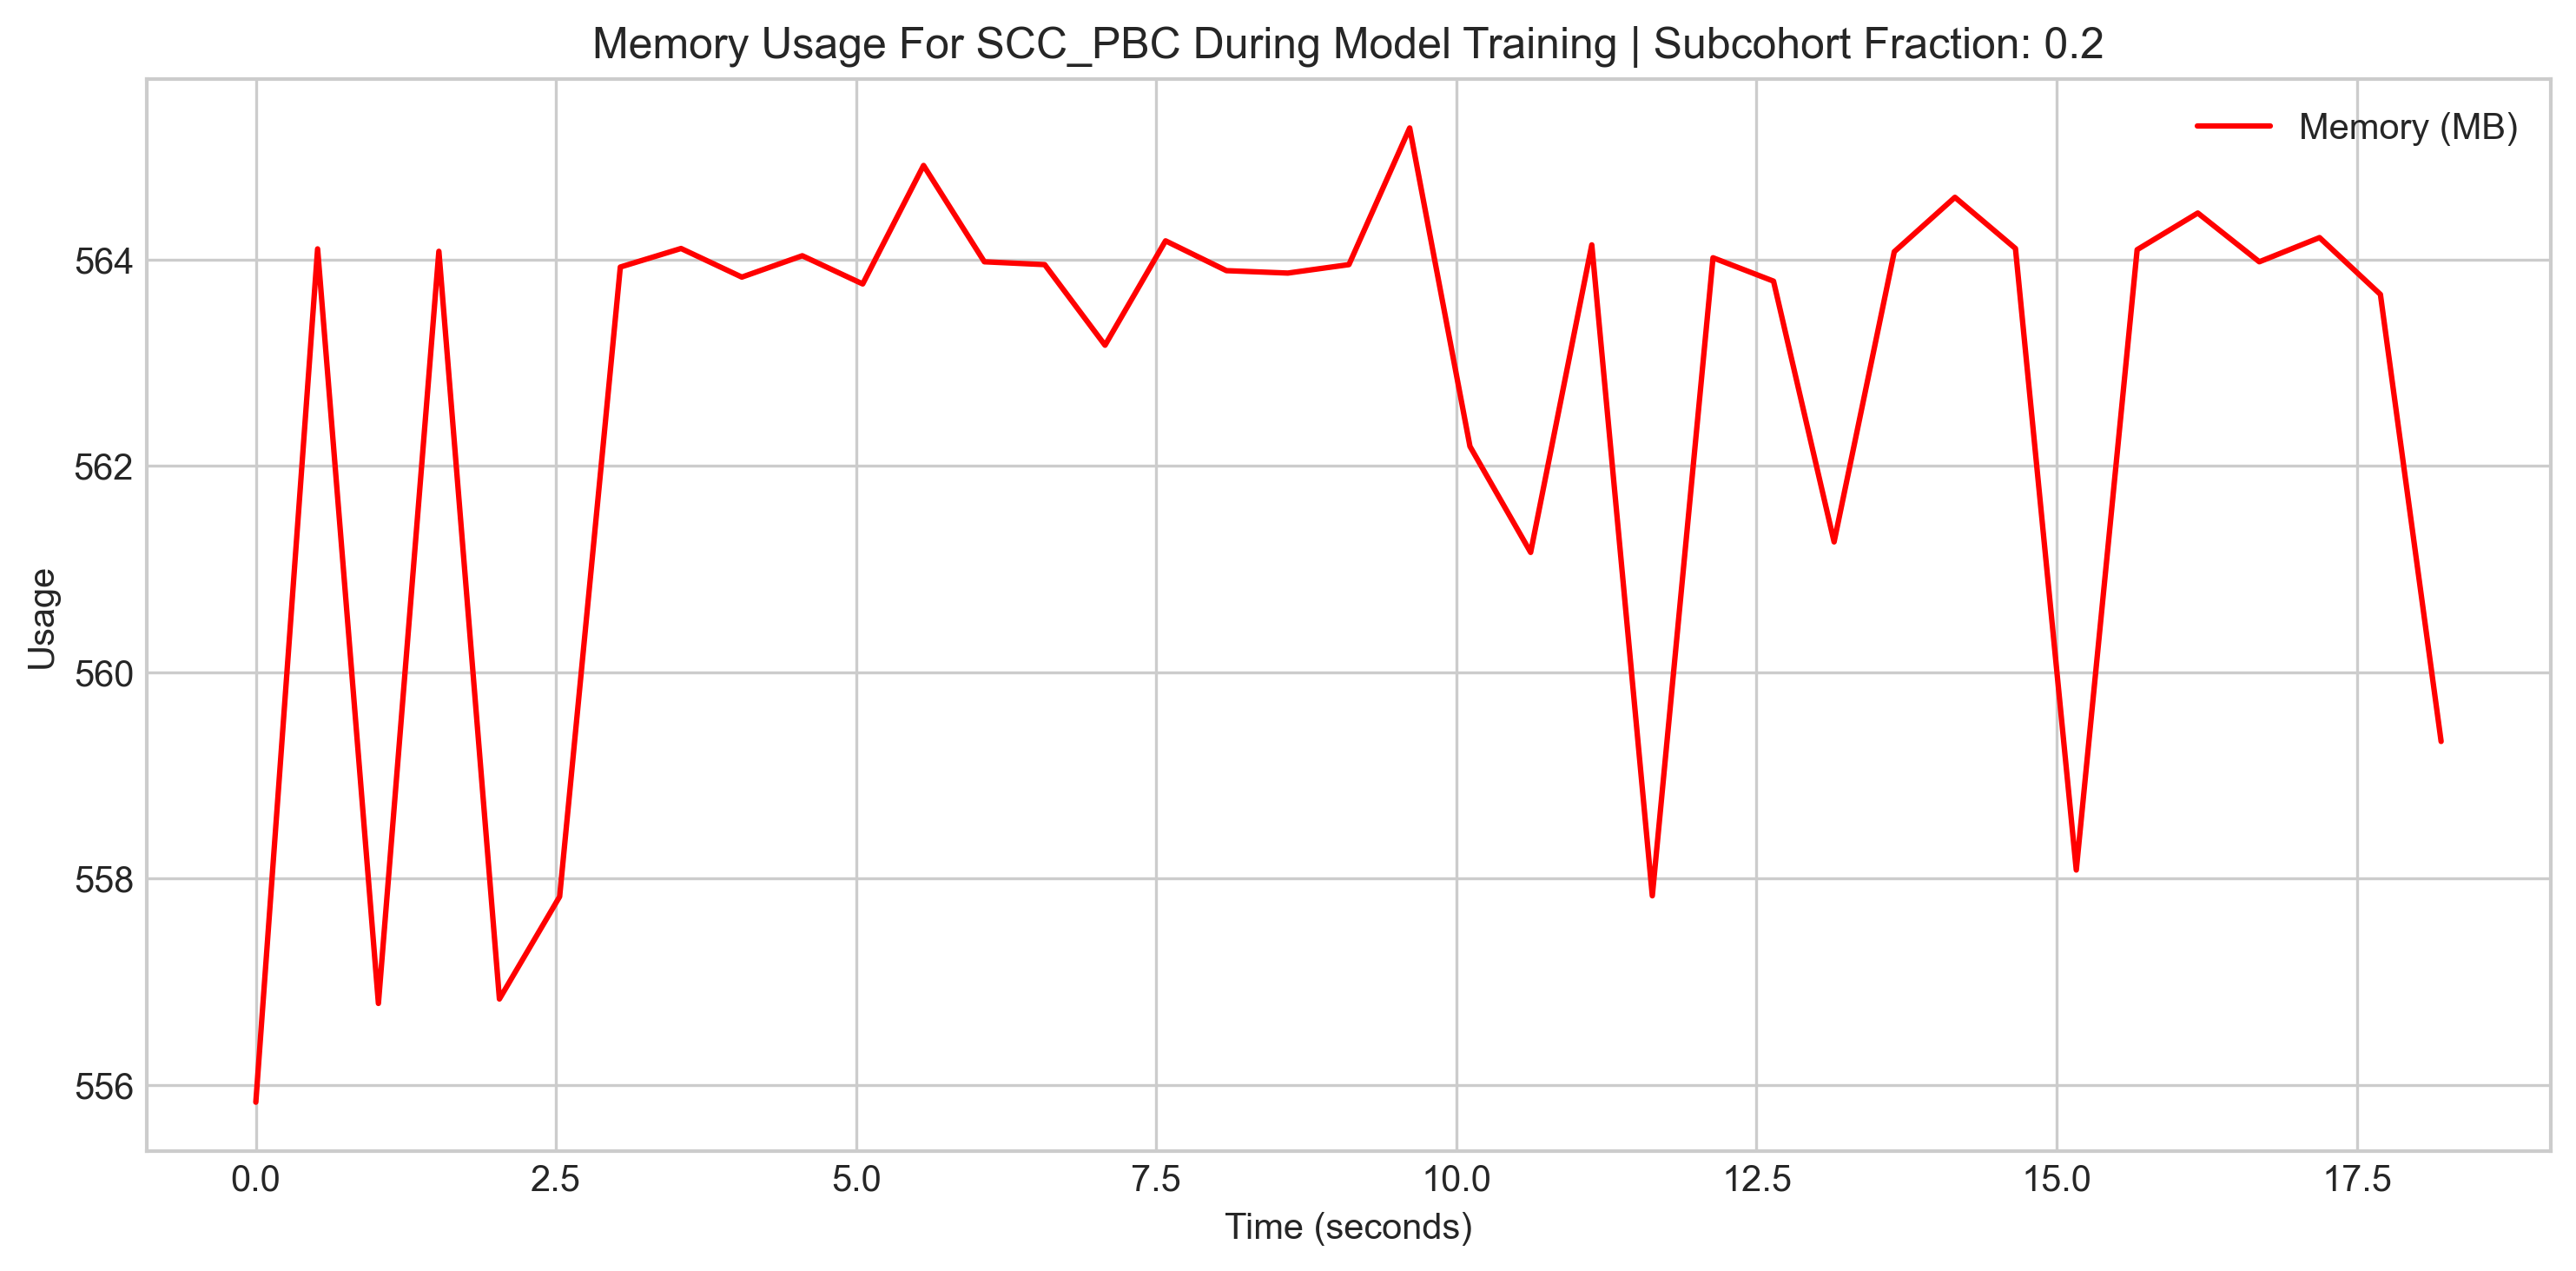 Memory Usage For SCC_PBC During Model Training | Subcohort Fraction: 0.2
Memory (MB)
Usage
564
562
560
558
556
0.0 2.5 5.0 7.5 10.0 12.5 15.0 17.5
Time (seconds)